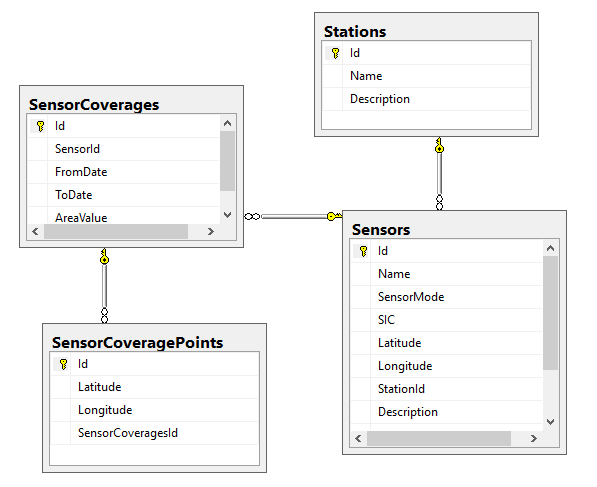 Stations
Id
Name
Description
SensorCoverages
Id
SensorId
FromDate
ToDate
AreaValue
Sensors
Id
Name
SensorMode
SIC
Latitude
Longitude
StationId
Description
SensorCoveragePoints
Id
Latitude
Longitude
SensorCoveragesId